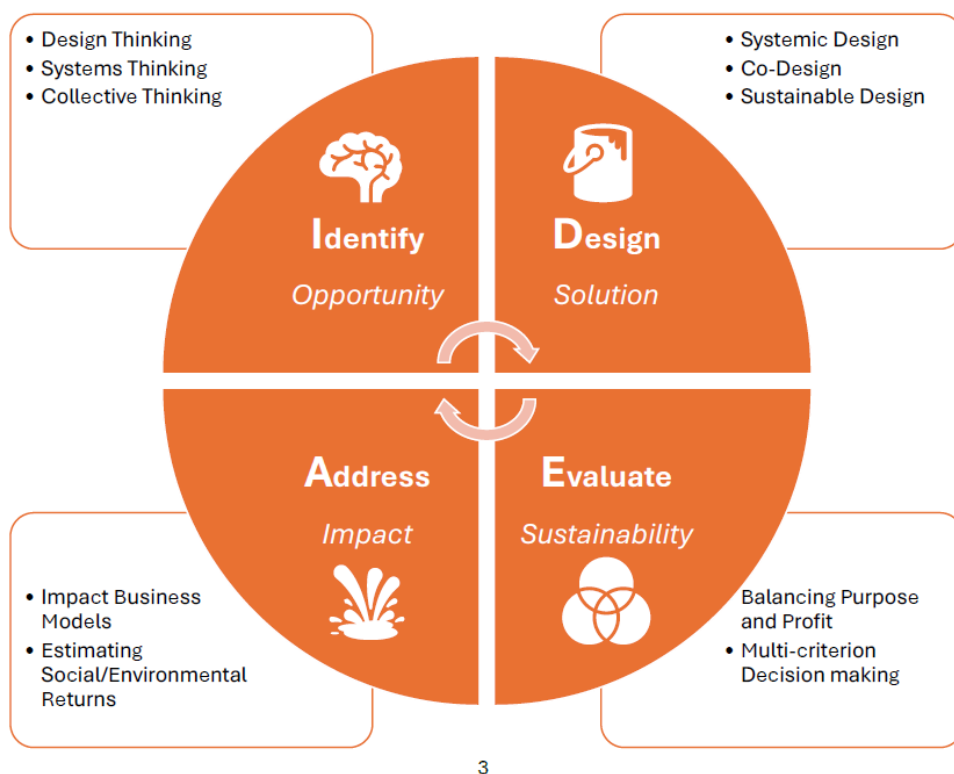 • Design Thinking
• Systems Thinking
• Collective Thinking
• Systemic Design
• Co-Design
• Sustainable Design
Identify
Opportunity
Design
Solution
Address
Impact
Evaluate
Sustainability
• Impact Business
Models
• Estimating
Social/Environmental
Returns
Balancing Purpose
and Profit
• Multi-criterion
Decision making
3